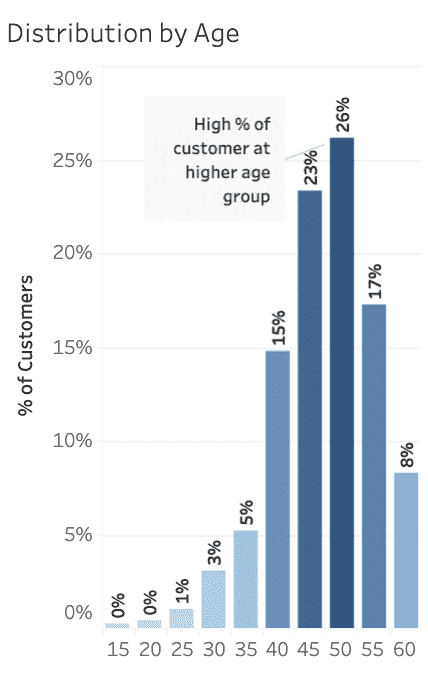 Distribution by Age
30%
25%
20%
15%
10%
5%
0%
% of Customers
High % of
customer at
higher age
group
0%
0%
1%
3%
5%
15%
23%
26%
17%
8%
15 20 25 30 35 40 45 50 55 60